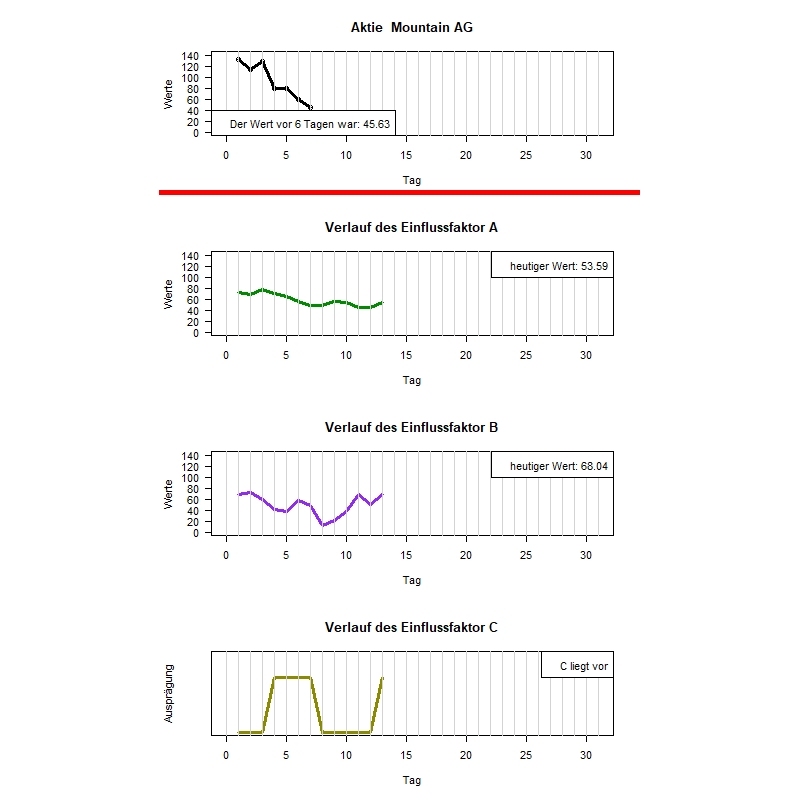 Aktie  Mountain AG
Werte
140
120
100
80
60
40
20
0
Der Wert vor 6 Tagen war: 45.63
0 5 10 15 20 25 30
Tag
Verlauf des Einflussfaktor A
Werte
140
120
100
80
60
40
20
0
heutiger Wert: 53.59
0 5 10 15 20 25 30
Tag
Verlauf des Einflussfaktor B
Werte
140
120
100
80
60
40
20
0
heutiger Wert: 68.04
0 5 10 15 20 25 30
Tag
Verlauf des Einflussfaktor C
Ausprägung
C liegt vor
0 5 10 15 20 25 30
Tag